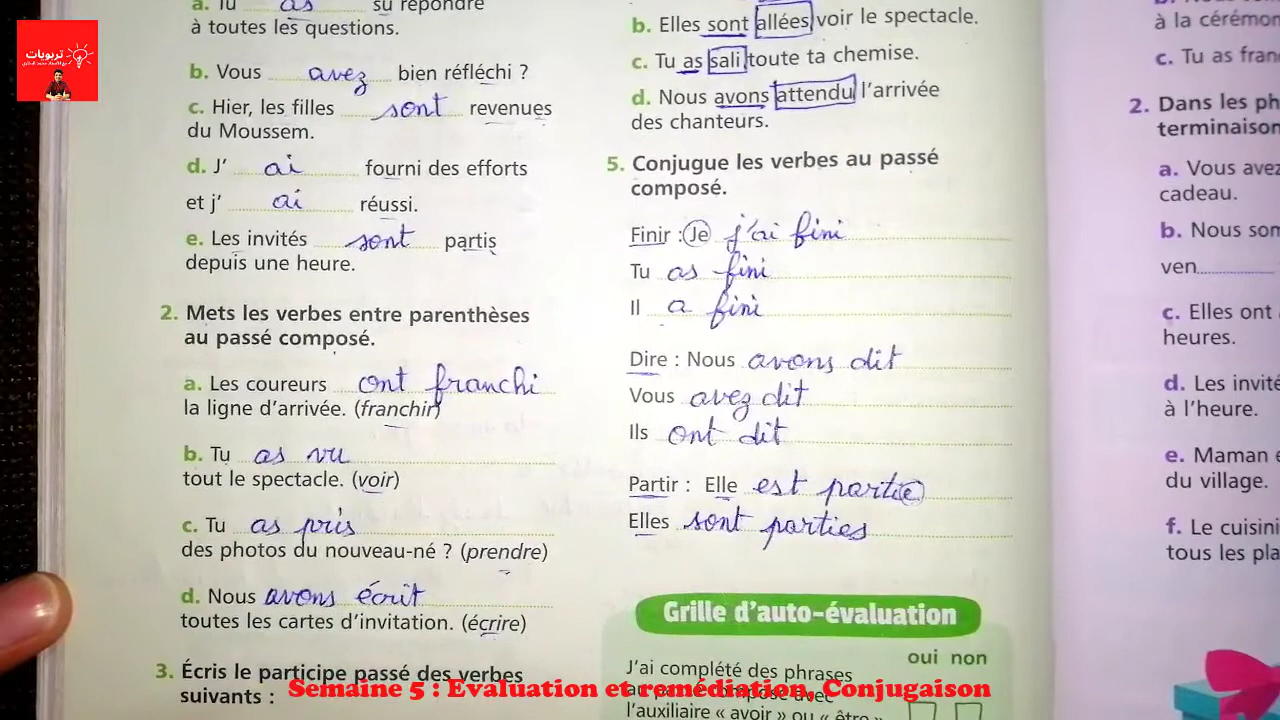 تربويات
a. Tu as su répondre
à toutes les questions.
b. Vous avez bien réfléchi ?
c. Hier, les filles sont revenues
du Moussem.
d. J' ai fourni des efforts
et j' ai réussi.
e. Les invités sont partis
depuis une heure.
2. Mets les verbes entre parenthèses
au passé composé.
a. Les coureurs ont franchi
la ligne d'arrivée. (franchir)
b. Tu as vu
tout le spectacle. (voir)
c. Tu as pris
des photos du nouveau-né ? (prendre)
d. Nous avons écrit
toutes les cartes d'invitation. (écrire)
3. Écris le participe passé des verbes
suivants :
b. Elles sont allées voir le spectacle.
c. Tu as sali toute ta chemise.
d. Nous avons attendu l'arrivée
des chanteurs.
5. Conjugue les verbes au passé
composé.
Finir : Je j'ai fini
Tu as fini
Il a fini
Dire : Nous avons dit
Vous avez dit
Ils ont dit
Partir : Elle est partie
Elles sont parties
Grille d'auto-évaluation
oui non
J'ai complété des phrases
au passé composé avec
l'auxiliaire « avoir » ou « être »
à la cérémon
c. Tu as fran
2. Dans les ph
terminaison
a. Vous avez
cadeau.
b. Nous som
ven
c. Elles ont
heures.
d. Les invité
à l'heure.
e. Maman e
du village.
f. Le cuisini
tous les pla
Semaine 5 : Evaluation et remédiation, Conjugaison